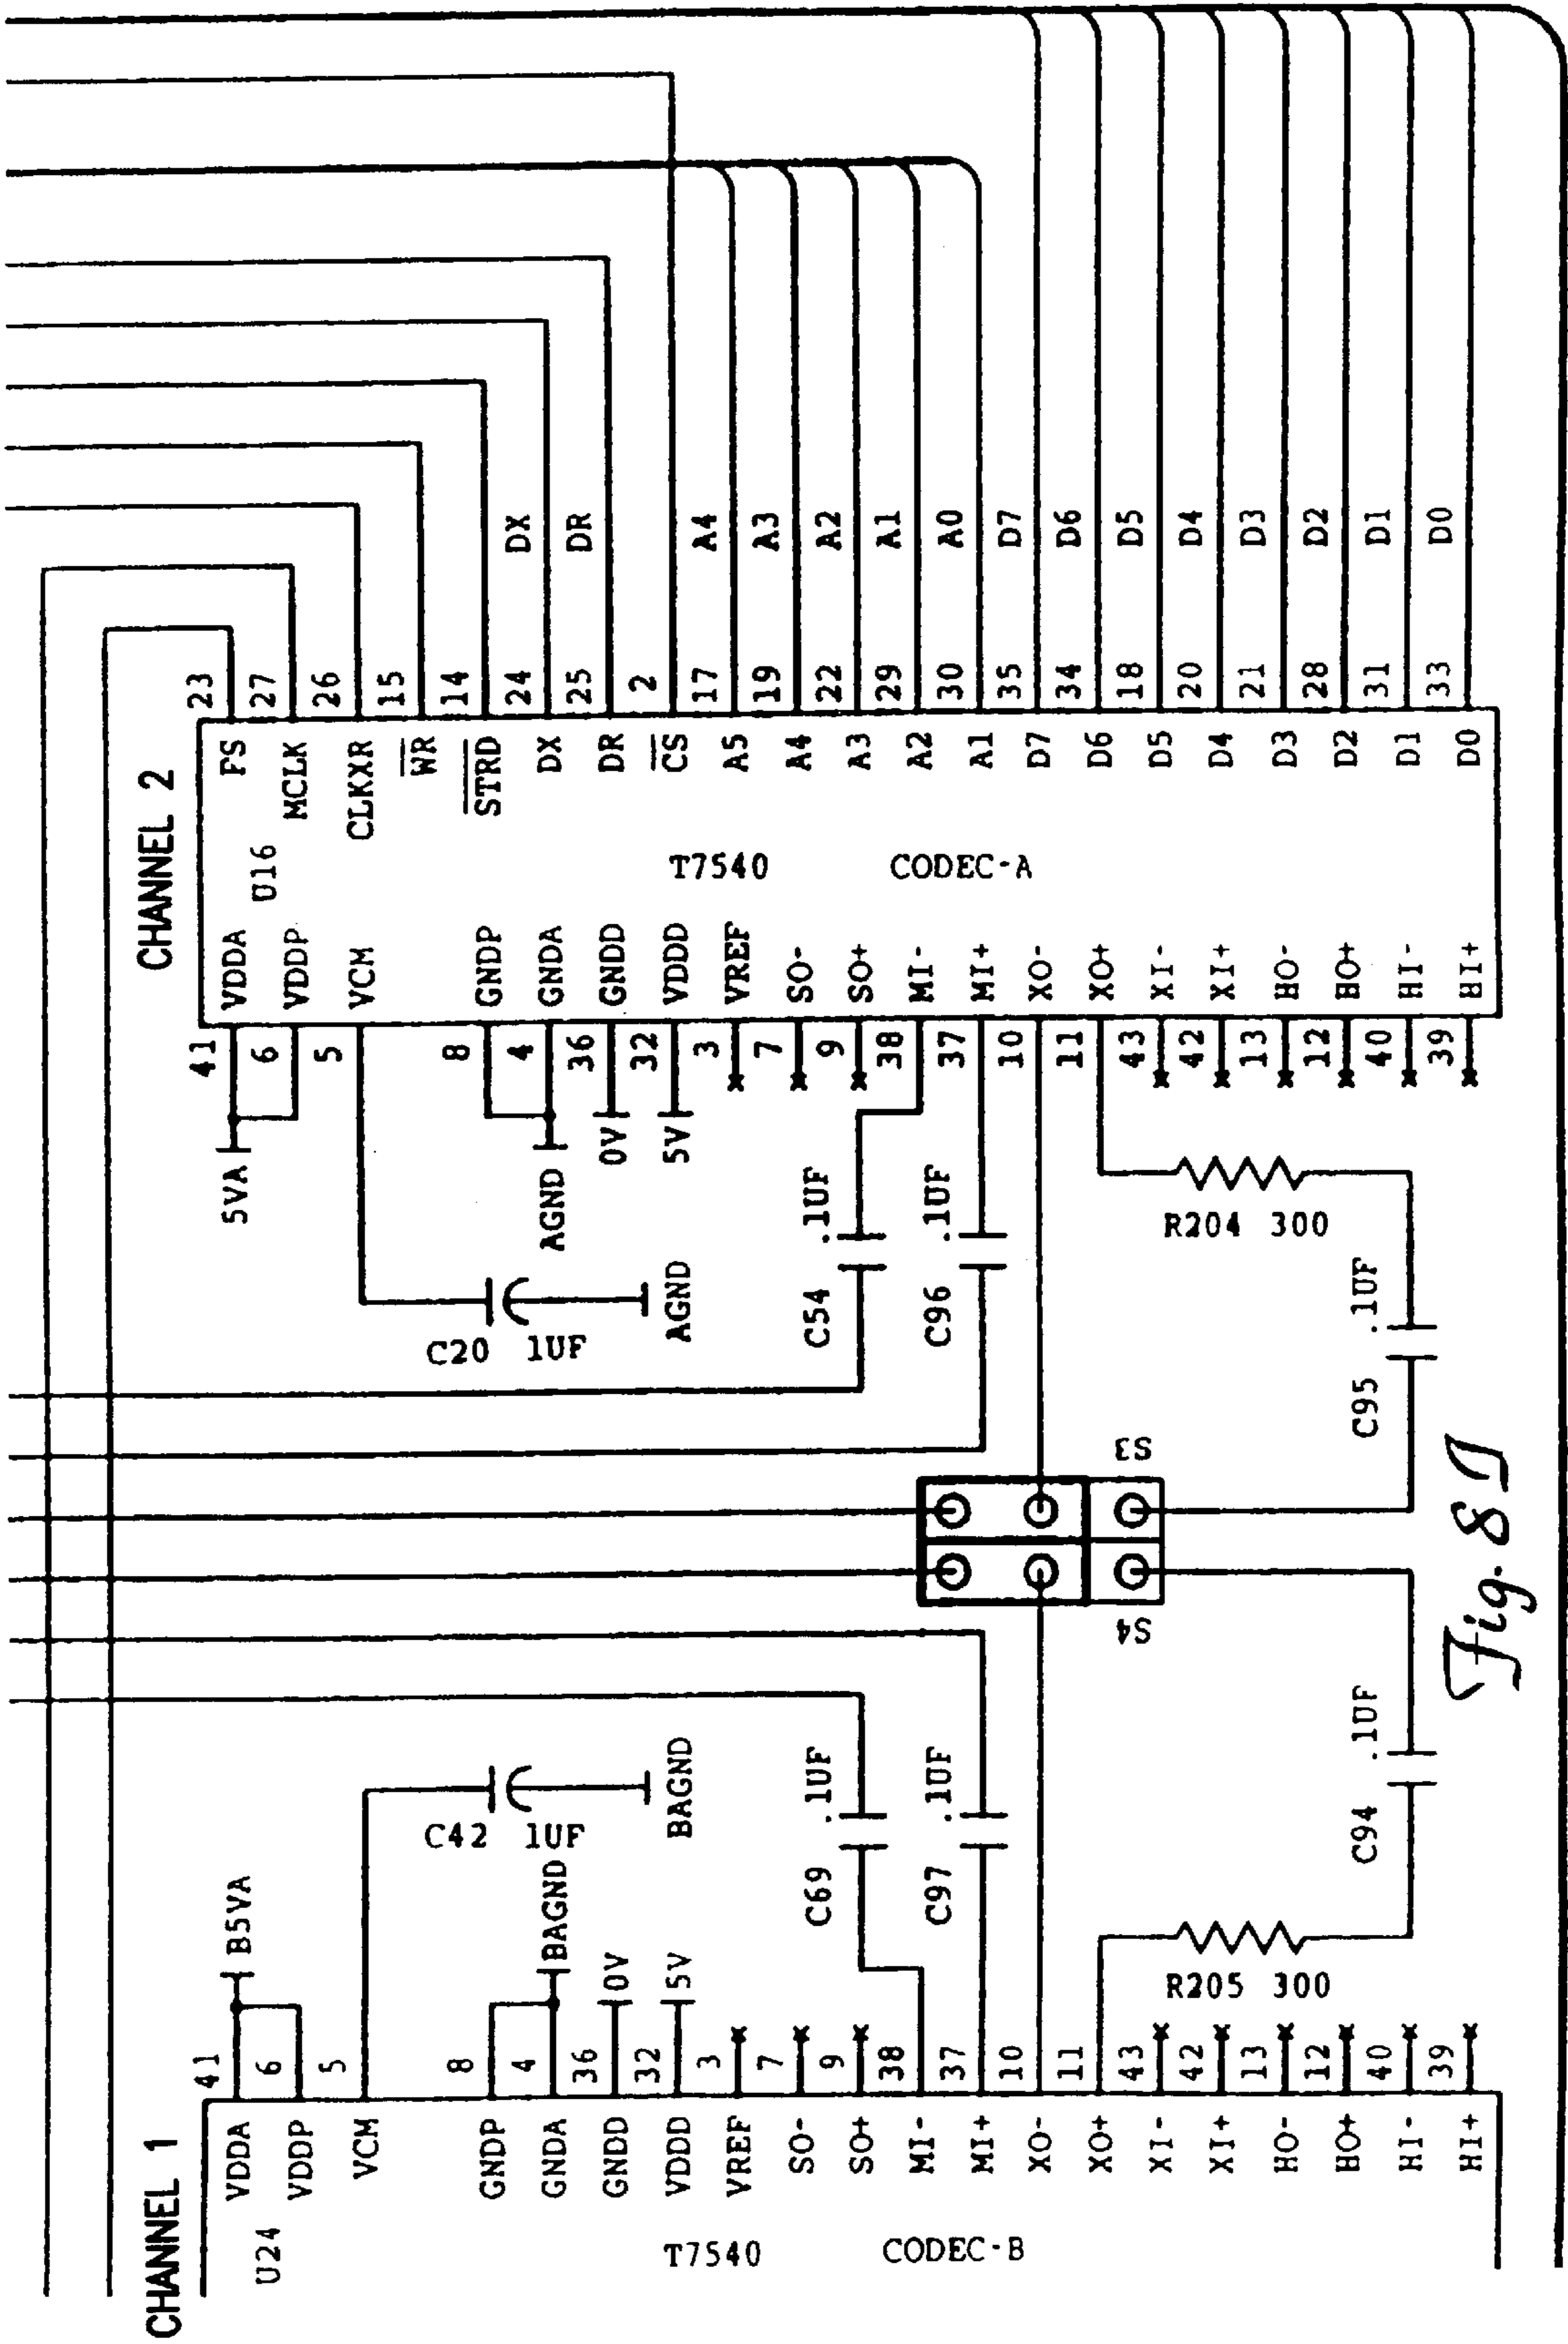 CHANNEL 1
U24
T7540
CODEC-B
VDDA 41
VDDP 6
VCM 5
GNDP 8
GNDA 4
GNDD 36
VDDD 32
VREF 3
SO- 7
SO+ 9
MI- 38
MI+ 37
XO- 10
XO+ 11
XI- 43
XI+ 42
HO- 13
HO+ 12
HI- 40
HI+ 39
B5VA
BAGND
0V
5V
C42 1UF
BAGND
C69 .1UF
C97 .1UF
R205 300
C94 .1UF
S4
S3
C20 1UF
AGND
C54 .1UF
C96 .1UF
R204 300
C95 .1UF
5VA
AGND
0V
5V
CHANNEL 2
U16
T7540
CODEC-A
41 VDDA
6 VDDP
5 VCM
8 GNDP
4 GNDA
36 GNDD
32 VDDD
3 VREF
7 SO-
9 SO+
38 MI-
37 MI+
10 XO-
11 XO+
43 XI-
42 XI+
13 HO-
12 HO+
40 HI-
39 HI+
FS 23
MCLK 27
CLKXR 26
WR 15
STRD 14
DX 24 DX
DR 25 DR
CS 2
A5 17 A4
A4 19 A3
A3 22 A2
A2 29 A1
A1 30 A0
D7 35 D7
D6 34 D6
D5 18 D5
D4 20 D4
D3 21 D3
D2 28 D2
D1 31 D1
D0 33 D0
Fig. 8I